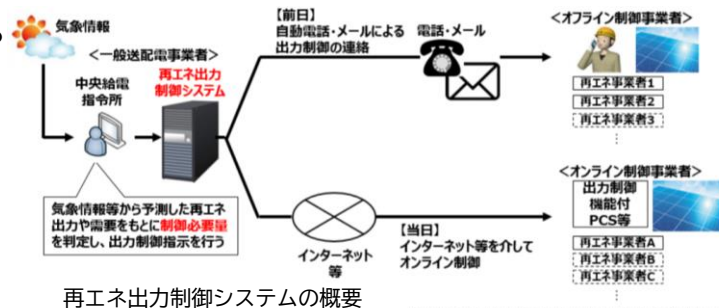 気象情報
＜一般送配電事業者＞
中央給電
指令所
再エネ出力
制御システム
気象情報等から予測した再エネ
出力や需要をもとに制御必要量
を判定し、出力制御指示を行う
【前日】
自動電話・メールによる
出力制御の連絡
電話・メール
＜オフライン制御事業者＞
再エネ事業者1
再エネ事業者2
再エネ事業者3
インターネット
等
【当日】
インターネット等を介して
オンライン制御
＜オンライン制御事業者＞
出力制御
機能付
PCS等
再エネ事業者A
再エネ事業者B
再エネ事業者C
再エネ出力制御システムの概要